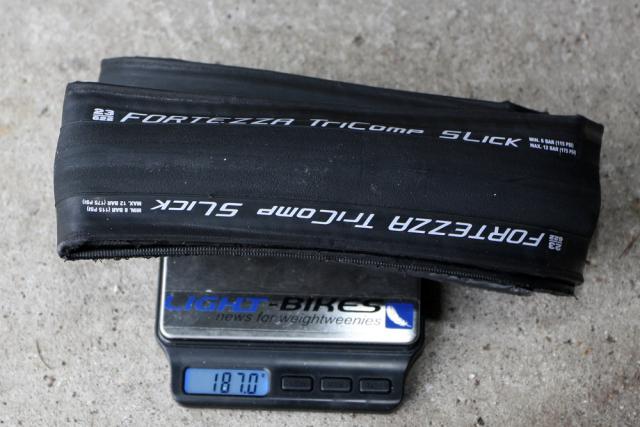 FORTEZZA TriComp SLick
MIN. 8 BAR (115 PSI)
MAX. 12 BAR (175 PSI)
FORTEZZA TriComp SLick
MIN. 8 BAR (115 PSI)
MAX. 12 BAR (175 PSI)
LIGHT-BIKES
news for weightweenies
187.0